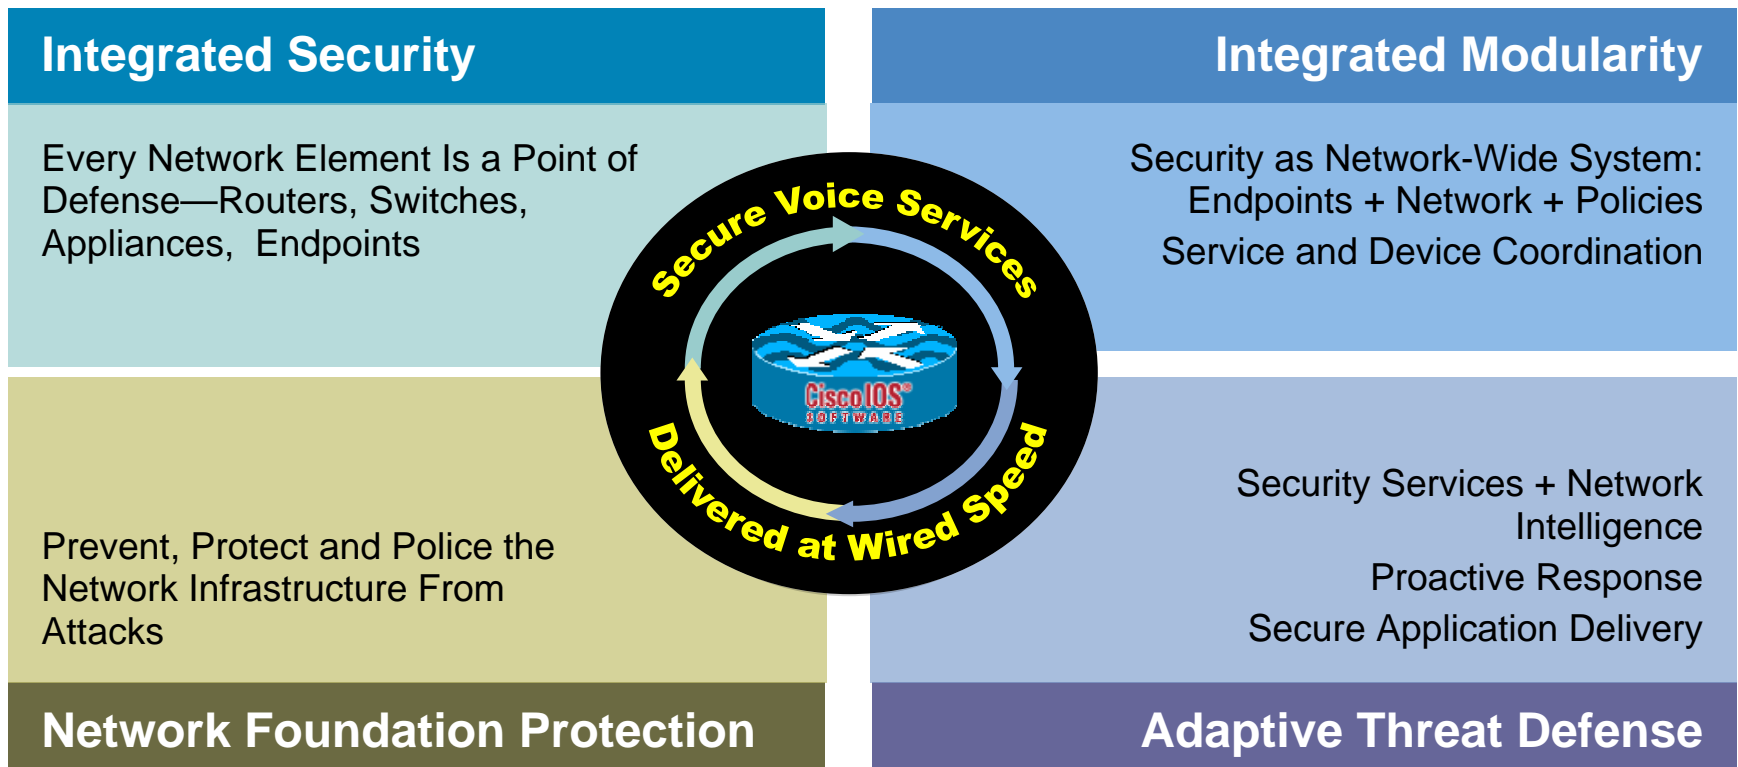 Integrated Security
Every Network Element Is a Point of
Defense—Routers, Switches,
Appliances,  Endpoints
Integrated Modularity
Security as Network-Wide System:
Endpoints + Network + Policies
Service and Device Coordination
Secure Voice Services
Cisco IOS®
SOFTWARE
Delivered at Wired Speed
Prevent, Protect and Police the
Network Infrastructure From
Attacks
Network Foundation Protection
Security Services + Network
Intelligence
Proactive Response
Secure Application Delivery
Adaptive Threat Defense